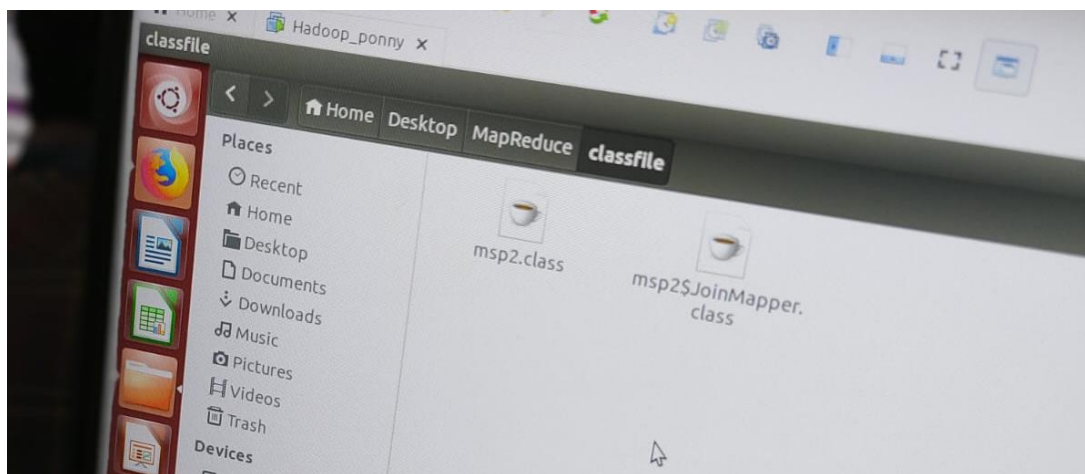 Home
Hadoop_ponny
classfile
Home Desktop MapReduce classfile
Places
Recent
Home
Desktop
Documents
Downloads
Music
Pictures
Videos
Trash
Devices
msp2.class
msp2$JoinMapper.
class